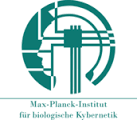 Max-Planck-Institut
für biologische Kybernetik